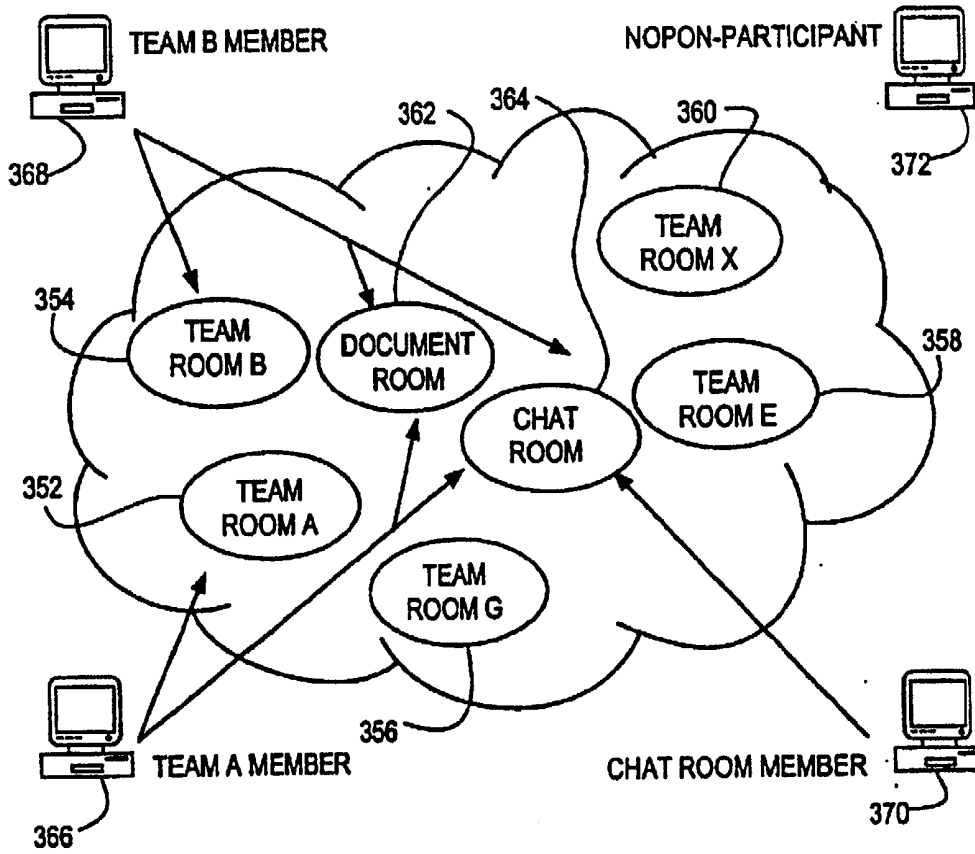 TEAM B MEMBER
NOPON-PARTICIPANT
368
362
364
360
372
TEAM
ROOM X
354
TEAM
ROOM B
DOCUMENT
ROOM
358
TEAM
ROOM E
CHAT
ROOM
352
TEAM
ROOM A
TEAM
ROOM G
356
TEAM A MEMBER
CHAT ROOM MEMBER
366
370